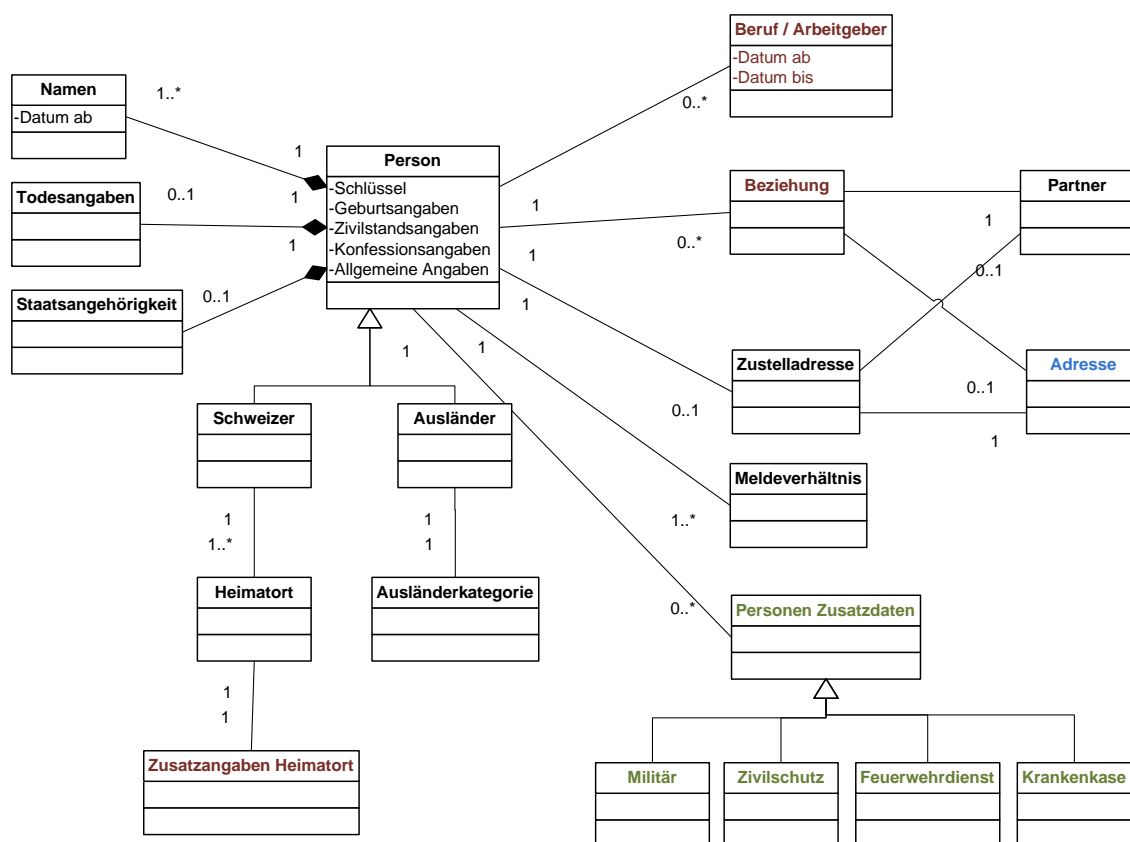 Beruf / Arbeitgeber
-Datum ab
-Datum bis
0..*
Namen
-Datum ab
1..*
1
Person
-Schlüssel
-Geburtsangaben
-Zivilstandsangaben
-Konfessionsangaben
-Allgemeine Angaben
Todesangaben
0..1
1
Staatsangehörigkeit
0..1
1
Beziehung
1
0..*
Partner
1
0..1
1
1
Zustelladresse
0..1
Adresse
0..1
1
1
1
Schweizer
Ausländer
Meldeverhältnis
1..*
1
1..*
1
1
Heimatort
Ausländerkategorie
0..*
Personen Zusatzdaten
1
1
Zusatzangaben Heimatort
Militär
Zivilschutz
Feuerwehrdienst
Krankenkase